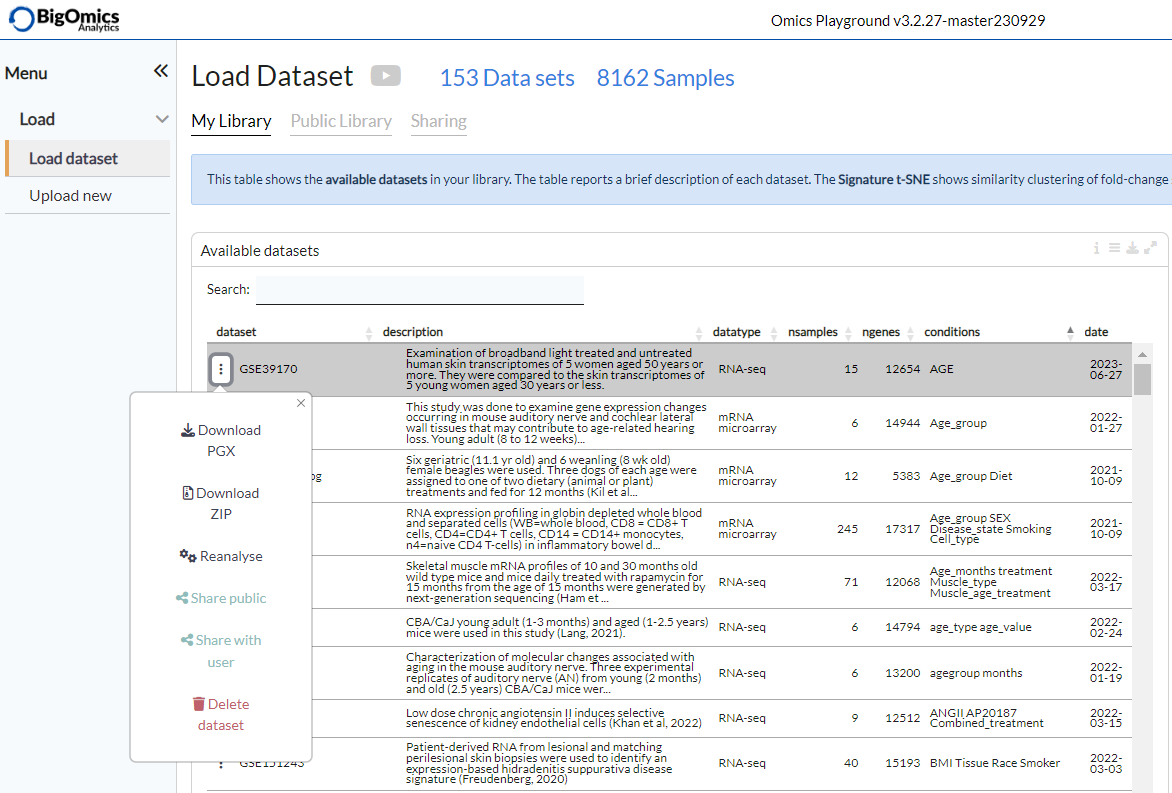 BigOmics
Analytics
Omics Playground v3.2.27-master230929
Menu
Load
Load dataset
Upload new
Load Dataset
153 Data sets
8162 Samples
My Library
Public Library
Sharing
This table shows the available datasets in your library. The table reports a brief description of each dataset. The Signature t-SNE shows similarity clustering of fold-change
Available datasets
Search:
dataset
description
datatype
nsamples
ngenes
conditions
date
GSE39170
Examination of broadband light treated and untreated
human skin transcriptomes of 5 women aged 50 years or
more. They were compared to the skin transcriptomes of
5 young women aged 30 years or less.
RNA-seq
15
12654
AGE
2023-
06-27
This study was done to examine gene expression changes
occurring in mouse auditory nerve and cochlear lateral
wall tissues that may contribute to age-related hearing
loss. Young adult (8 to 12 weeks)...
mRNA
microarray
6
14944
Age_group
2022-
01-27
Six geriatric (11.1 yr old) and 6 weanling (8 wk old)
female beagles were used. Three dogs of each age were
assigned to one of two dietary (animal or plant)
treatments and fed for 12 months (Kil et al...
mRNA
microarray
12
5383
Age_group Diet
2021-
10-09
RNA expression profiling in globin depleted whole blood
and separated cells (WB=whole blood, CD8 = CD8+ T
cells, CD4=CD4+ T cells, CD14 = CD14+ monocytes,
n4=naive CD4 T-cells) in inflammatory bowel d...
mRNA
microarray
245
17317
Age_group SEX
Disease_state Smoking
Cell_type
2021-
10-09
Skeletal muscle mRNA profiles of 10 and 30 months old
wild type mice and mice daily treated with rapamycin for
15 months from the age of 15 months were generated by
next-generation sequencing (Ham et ...
RNA-seq
71
12068
Age_months treatment
Muscle_type
Muscle_age_treatment
2022-
03-17
CBA/CaJ young adult (1-3 months) and aged (1-2.5 years)
mice were used in this study (Lang, 2021).
RNA-seq
6
14794
age_type age_value
2022-
02-24
Characterization of molecular changes associated with
aging in the mouse auditory nerve. Three experimental
replicates of auditory nerve (AN) from young (2 months)
and old (2.5 years) CBA/CaJ mice wer...
RNA-seq
6
13200
agegroup months
2022-
01-19
Low dose chronic angiotensin II induces selective
senescence of kidney endothelial cells (Khan et al, 2022)
RNA-seq
9
12512
ANGII AP20187
Combined_treatment
2022-
03-15
GSE151243
Patient-derived RNA from lesional and matching
perilesional skin biopsies were used to identify an
expression-based hidradenitis suppurativa disease
signature (Freudenberg, 2020)
RNA-seq
40
15193
BMI Tissue Race Smoker
2022-
03-03
Download
PGX
Download
ZIP
Reanalyse
Share public
Share with
user
Delete
dataset